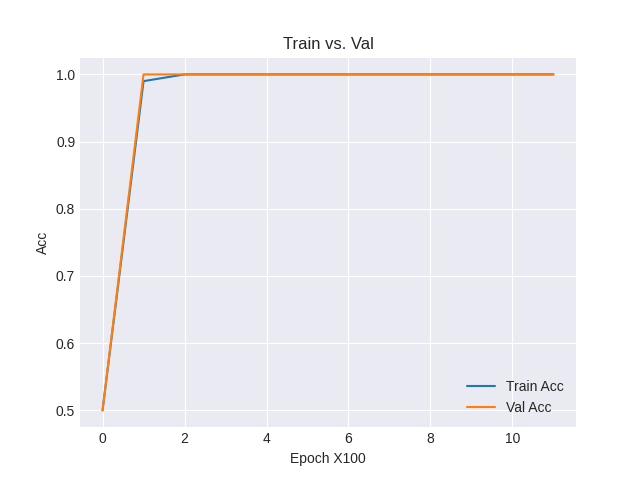 Train vs. Val
1.0
0.9
0.8
0.7
0.6
0.5
Acc
Train Acc
Val Acc
0 2 4 6 8 10
Epoch X100